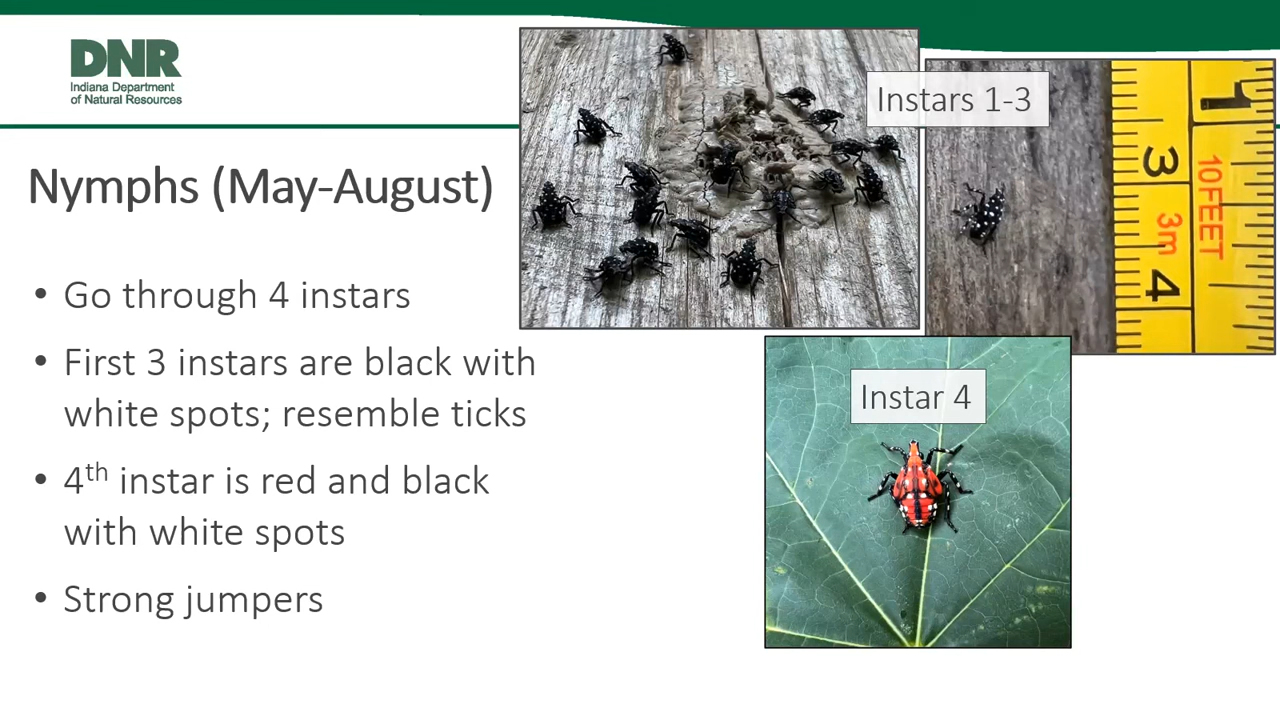 DNR
Indiana Department
of Natural Resources
Nymphs (May-August)
• Go through 4 instars
• First 3 instars are black with
white spots; resemble ticks
• 4th instar is red and black
with white spots
• Strong jumpers
Instars 1-3
1
3
10FEET
3m
4
Instar 4